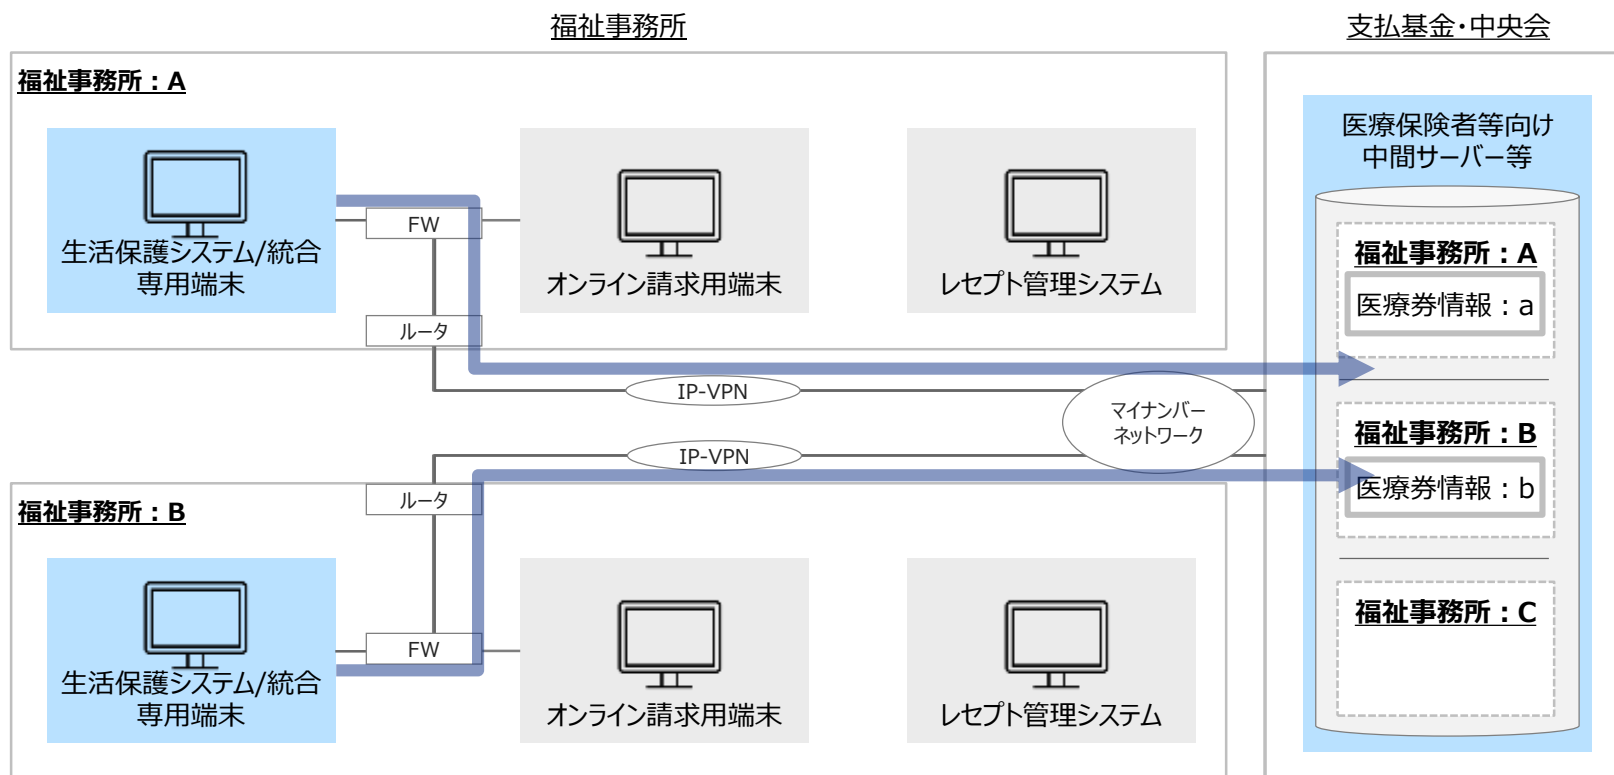 福祉事務所
支払基金・中央会
福祉事務所：A
生活保護システム/統合
専用端末
FW
ルータ
オンライン請求用端末
レセプト管理システム
IP-VPN
マイナンバー
ネットワーク
IP-VPN
福祉事務所：B
ルータ
FW
生活保護システム/統合
専用端末
オンライン請求用端末
レセプト管理システム
医療保険者等向け
中間サーバー等
福祉事務所：A
医療券情報：a
福祉事務所：B
医療券情報：b
福祉事務所：C